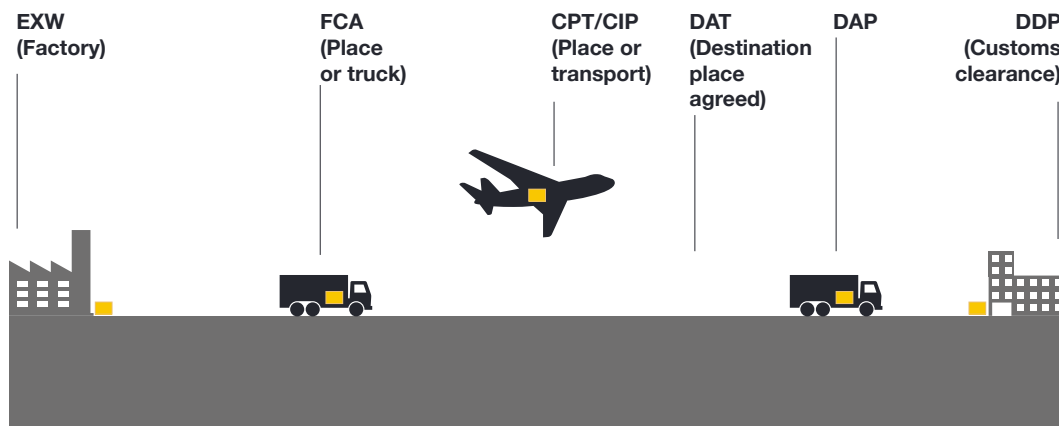 EXW
(Factory)
FCA
(Place
or truck)
CPT/CIP
(Place or
transport)
DAT
(Destination
place
agreed)
DAP
DDP
(Customs
clearance)